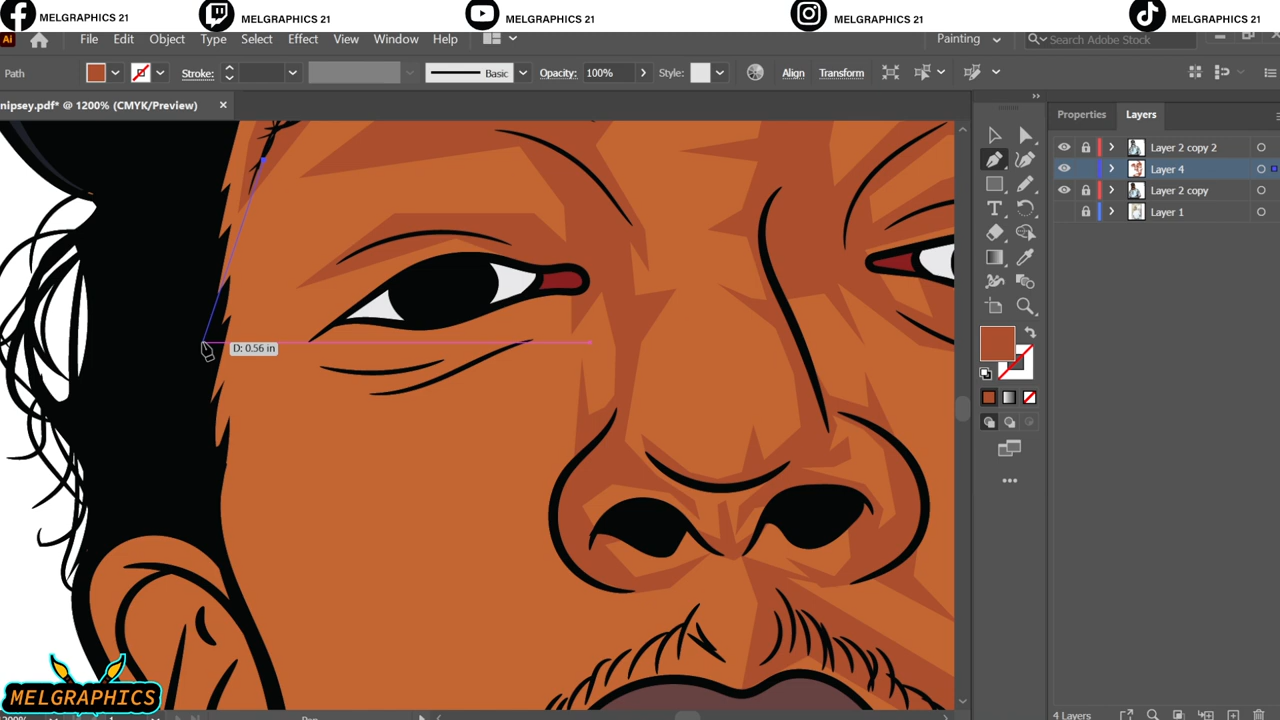 MELGRAPHICS 21 MELGRAPHICS 21 MELGRAPHICS 21 MELGRAPHICS 21 MELGRAPHICS 21
Ai File Edit Object Type Select Effect View Window Help Painting Search Adobe Stock
Path Stroke: Basic Opacity: 100% Style: Align Transform
nipsey.pdf* @ 1200% (CMYK/Preview) ×
Properties Layers
Layer 2 copy 2
Layer 4
Layer 2 copy
Layer 1
D: 0.56 in
MELGRAPHICS
4 Layers
Pen